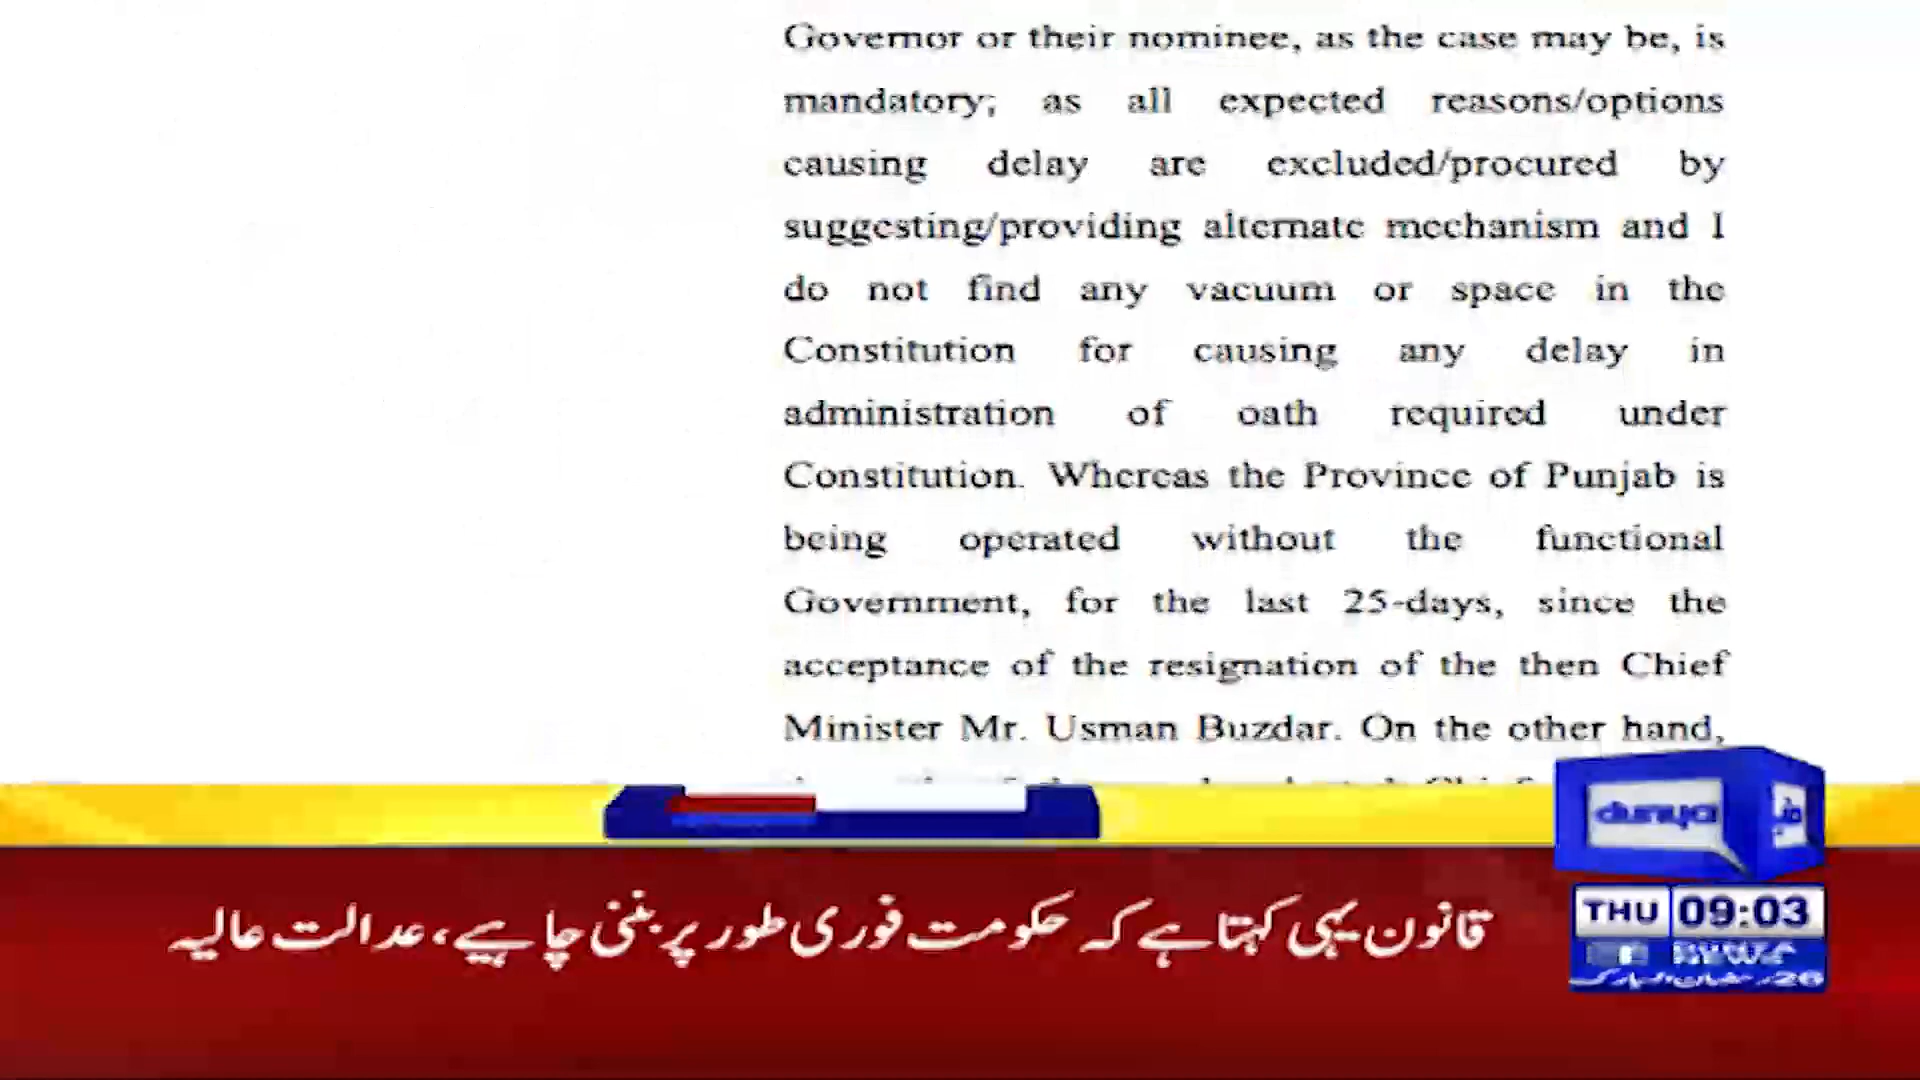 Governor or their nominee, as the case may be, is
mandatory; as all expected reasons/options
causing delay are excluded/procured by
suggesting/providing alternate mechanism and I
do not find any vacuum or space in the
Constitution for causing any delay in
administration of oath required under
Constitution. Whereas the Province of Punjab is
being operated without the functional
Government, for the last 25-days, since the
acceptance of the resignation of the then Chief
Minister Mr. Usman Buzdar. On the other hand,
dunya
قانون یہی کہتا ہے کہ حکومت فوری طور پر بننی چاہیے، عدالت عالیہ
THU 09:03
26 رمضان المبارک